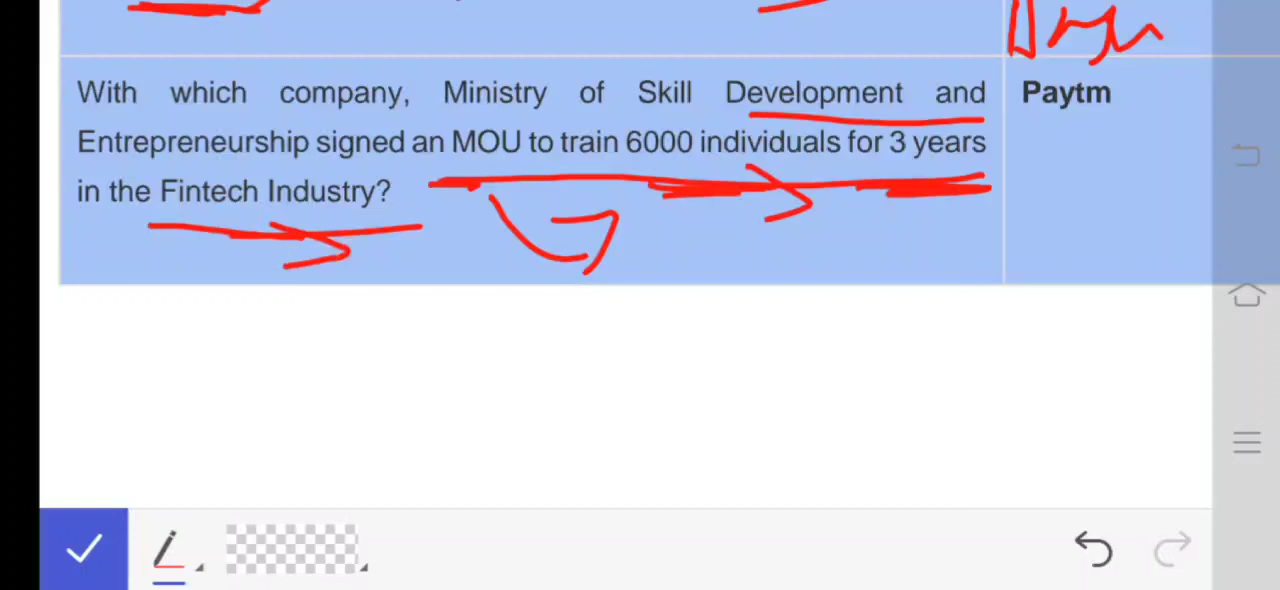 With which company, Ministry of Skill Development and
Paytm
Entrepreneurship signed an MOU to train 6000 individuals for 3 years
in the Fintech Industry?